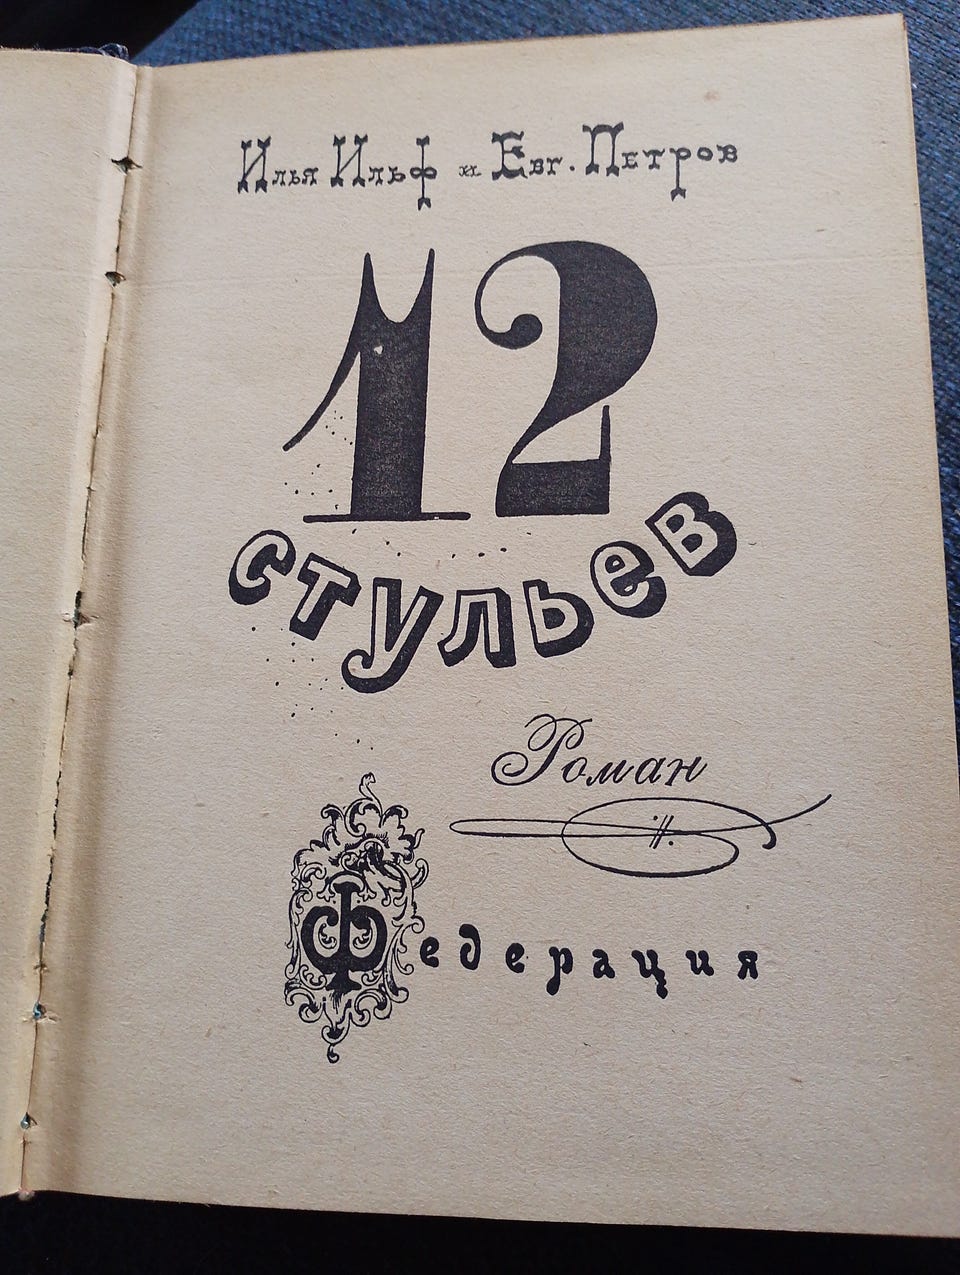 Илья Ильф и Евг. Петров
12
стульев
Роман
Федерация